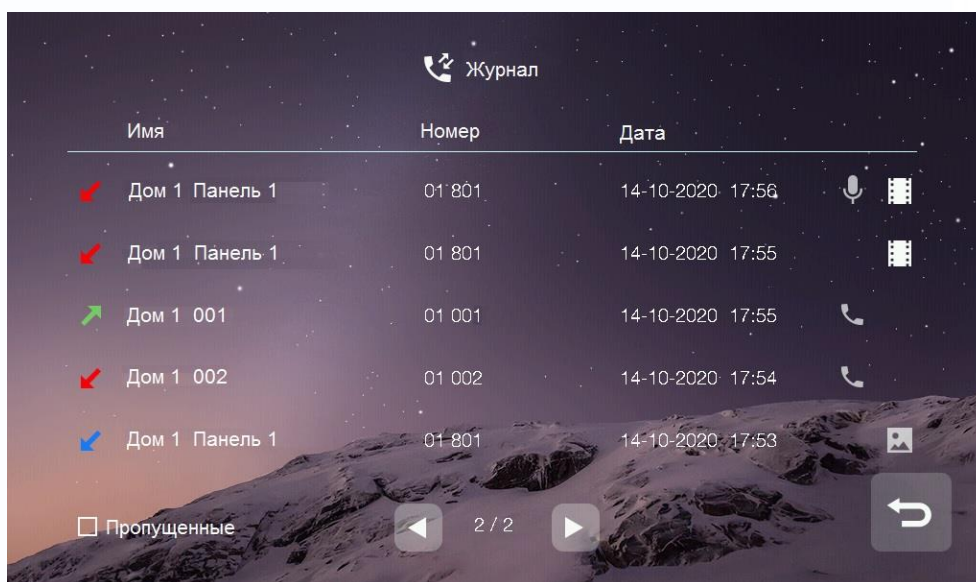 Журнал
Имя Номер Дата
Дом 1 Панель 1 01 801 14-10-2020 17:56
Дом 1 Панель 1 01 801 14-10-2020 17:55
Дом 1 001 01 001 14-10-2020 17:55
Дом 1 002 01 002 14-10-2020 17:54
Дом 1 Панель 1 01 801 14-10-2020 17:53
Пропущенные 2 / 2